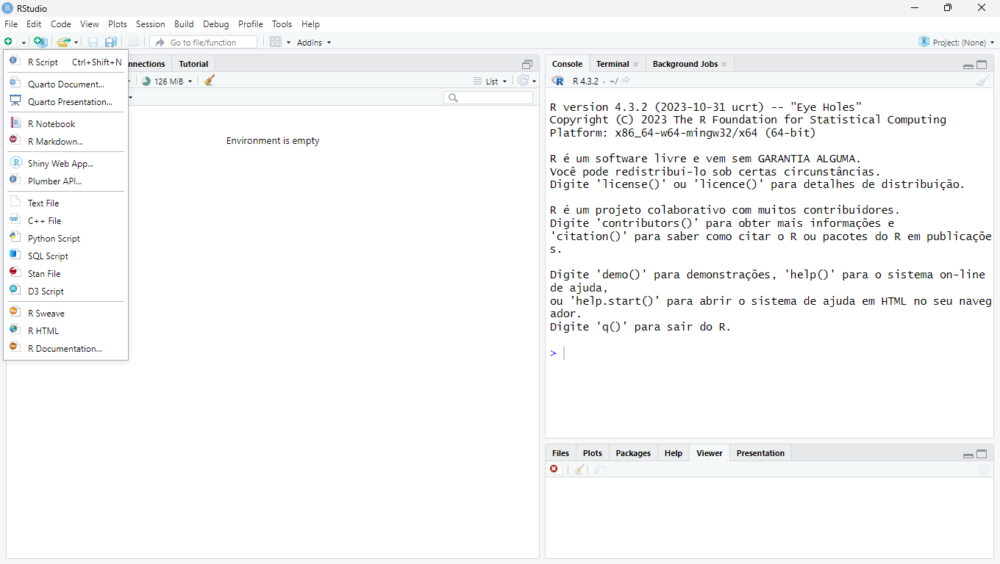 RStudio
File Edit Code View Plots Session Build Debug Profile Tools Help
Go to file/function Addins Project: (None)
R Script Ctrl+Shift+N
Quarto Document...
Quarto Presentation...
R Notebook
R Markdown...
Shiny Web App...
Plumber API...
Text File
C++ File
Python Script
SQL Script
Stan File
D3 Script
R Sweave
R HTML
R Documentation...
nnections Tutorial
126 MiB List
Environment is empty
Console Terminal Background Jobs
R 4.3.2 · ~/
R version 4.3.2 (2023-10-31 ucrt) -- "Eye Holes"
Copyright (C) 2023 The R Foundation for Statistical Computing
Platform: x86_64-w64-mingw32/x64 (64-bit)
R é um software livre e vem sem GARANTIA ALGUMA.
Você pode redistribuí-lo sob certas circunstâncias.
Digite 'license()' ou 'licence()' para detalhes de distribuição.
R é um projeto colaborativo com muitos contribuidores.
Digite 'contributors()' para obter mais informações e
'citation()' para saber como citar o R ou pacotes do R em publicaçõe
s.
Digite 'demo()' para demonstrações, 'help()' para o sistema on-line
de ajuda,
ou 'help.start()' para abrir o sistema de ajuda em HTML no seu naveg
ador.
Digite 'q()' para sair do R.
>
Files Plots Packages Help Viewer Presentation